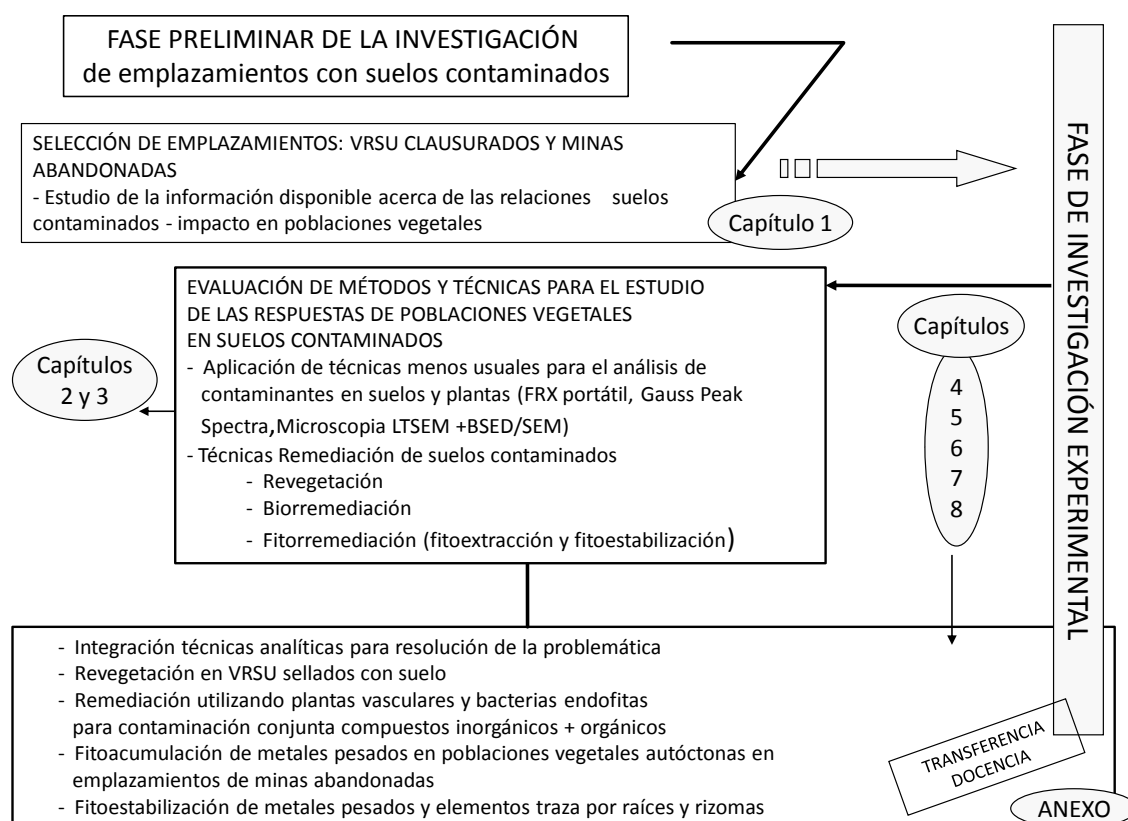 FASE PRELIMINAR DE LA INVESTIGACIÓN
de emplazamientos con suelos contaminados
SELECCIÓN DE EMPLAZAMIENTOS: VRSU CLAUSURADOS Y MINAS
ABANDONADAS
- Estudio de la información disponible acerca de las relaciones suelos
contaminados - impacto en poblaciones vegetales
Capítulo 1
FASE DE INVESTIGACIÓN EXPERIMENTAL
EVALUACIÓN DE MÉTODOS Y TÉCNICAS PARA EL ESTUDIO
DE LAS RESPUESTAS DE POBLACIONES VEGETALES
EN SUELOS CONTAMINADOS
- Aplicación de técnicas menos usuales para el análisis de
contaminantes en suelos y plantas (FRX portátil, Gauss Peak
Spectra,Microscopia LTSEM +BSED/SEM)
- Técnicas Remediación de suelos contaminados
- Revegetación
- Biorremediación
- Fitorremediación (fitoextracción y fitoestabilización)
Capítulos
2 y 3
Capítulos
4
5
6
7
8
- Integración técnicas analíticas para resolución de la problemática
- Revegetación en VRSU sellados con suelo
- Remediación utilizando plantas vasculares y bacterias endofitas
para contaminación conjunta compuestos inorgánicos + orgánicos
- Fitoacumulación de metales pesados en poblaciones vegetales autóctonas en
emplazamientos de minas abandonadas
- Fitoestabilización de metales pesados y elementos traza por raíces y rizomas
TRANSFERENCIA
DOCENCIA
ANEXO